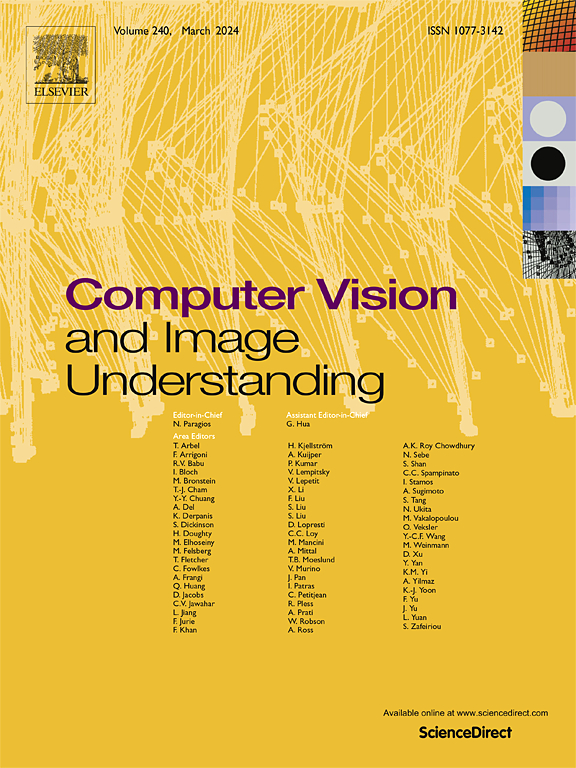 Volume 240, March 2024
ISSN 1077-3142
ELSEVIER
Computer Vision
and Image
Understanding
Editor-in-Chief
N. Paragios
Assistant Editor-in-Chief
G. Hua
Area Editors
T. Arbel
F. Arrigoni
R.V. Babu
I. Bloch
M. Bronstein
T.-J. Cham
Y.-Y. Chuang
A. Del
K. Derpanis
S. Dickinson
H. Doughty
M. Elhoseiny
M. Felsberg
T. Fletcher
C. Fowlkes
A. Frangi
Q. Huang
D. Jacobs
C.V. Jawahar
L. Jiang
F. Jurie
F. Khan
H. Kjellström
A. Kuijper
P. Kumar
V. Lempitsky
V. Lepetit
X. Li
F. Liu
S. Liu
S. Liu
D. Lopresti
C.C. Loy
M. Mancini
A. Mittal
T.B. Moeslund
V. Murino
J. Pan
I. Patras
C. Petitjean
R. Pless
A. Prati
W. Robson
A. Ross
A.K. Roy Chowdhury
N. Sebe
S. Shan
C.C. Spampinato
I. Stamos
A. Sugimoto
S. Tang
N. Ukita
M. Vakalopoulou
O. Veksler
Y.-C.F. Wang
M. Weinmann
D. Xu
Y. Yan
K.M. Yi
A. Yilmaz
K.-J. Yoon
F. Yu
J. Yu
L. Yuan
S. Zafeiriou
Available online at www.sciencedirect.com
ScienceDirect